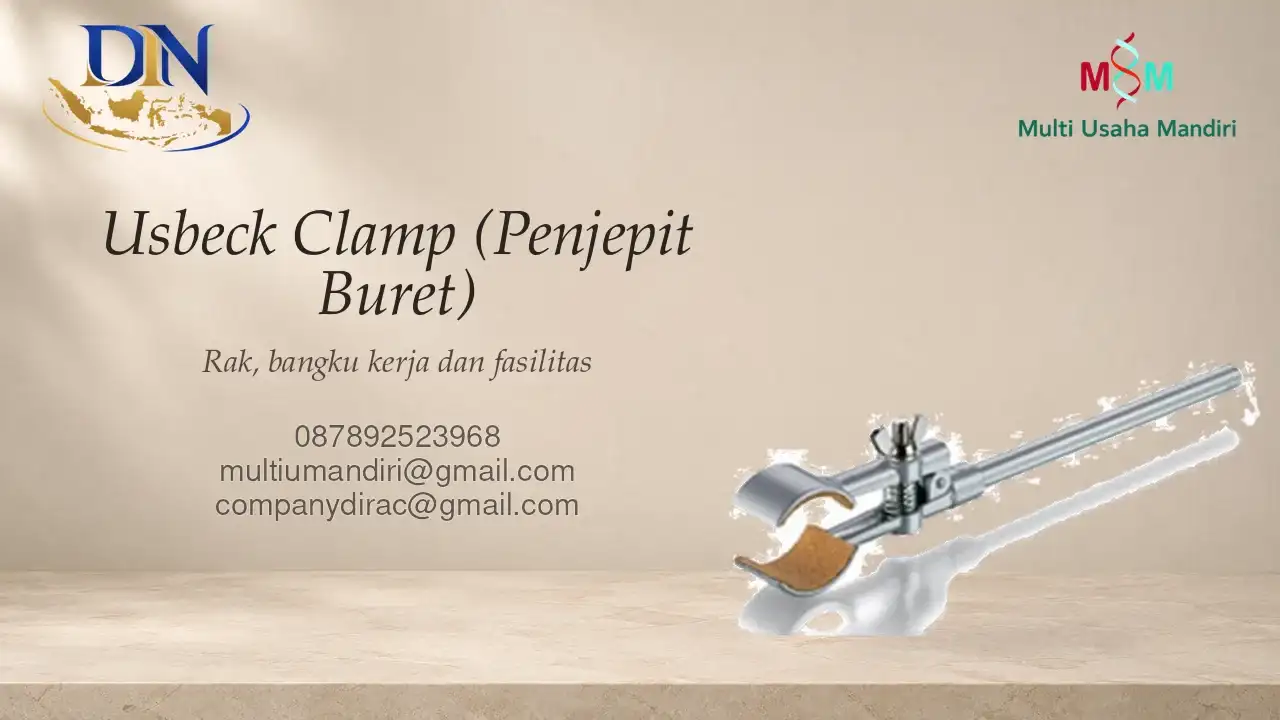 DN
M M
Multi Usaha Mandiri
Usbeck Clamp (Penjepit
Buret)
Rak, bangku kerja dan fasilitas
087892523968
multiumandiri@gmail.com
companydirac@gmail.com